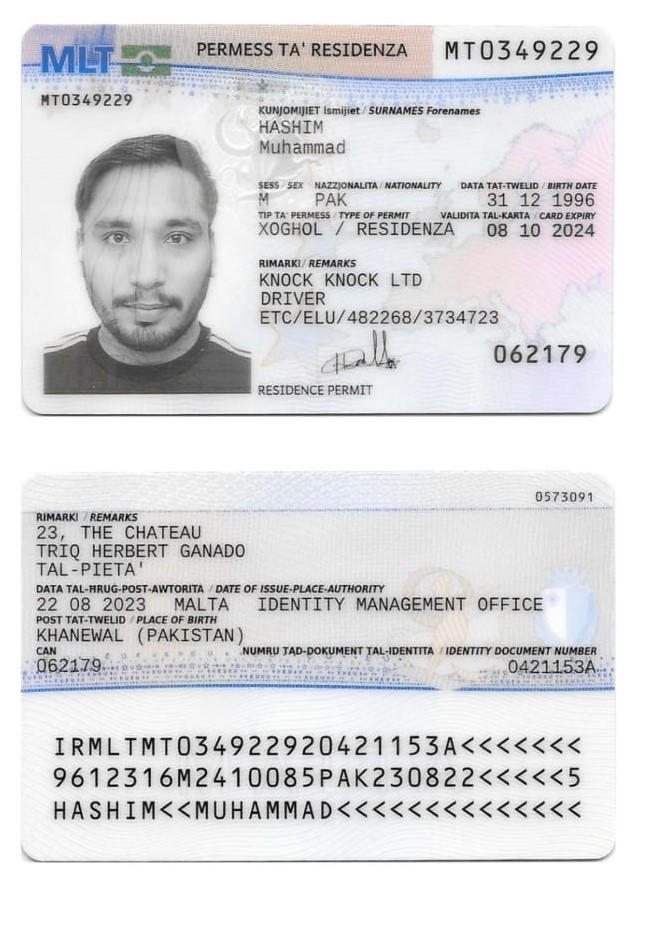 MLT PERMESS TA' RESIDENZA MT0349229
MT0349229
KUNJOMIJIET Ismijiet / SURNAMES Forenames
HASHIM
Muhammad
SESS SEX NAZZJONALITA / NATIONALITY DATA TAT-TWELID / BIRTH DATE
M PAK 31 12 1996
TIP TA' PERMESS / TYPE OF PERMIT VALIDITA TAL-KARTA / CARD EXPIRY
XOGHOL / RESIDENZA 08 10 2024
RIMARKI / REMARKS
KNOCK KNOCK LTD
DRIVER
ETC/ELU/482268/3734723
062179
RESIDENCE PERMIT
0573091
RIMARKI / REMARKS
23, THE CHATEAU
TRIQ HERBERT GANADO
TAL-PIETA'
DATA TAL-ĦRUĠ-POST-AWTORITA / DATE OF ISSUE-PLACE-AUTHORITY
22 08 2023 MALTA IDENTITY MANAGEMENT OFFICE
POST TAT-TWELID / PLACE OF BIRTH
KHANEWAL (PAKISTAN)
CAN NUMRU TAD-DOKUMENT TAL-IDENTITA / IDENTITY DOCUMENT NUMBER
062179 0421153A
IRMLTMT034922920421153A<<<<<<<
9612316M2410085PAK230822<<<<<5
HASHIM<<MUHAMMAD<<<<<<<<<<<<<<